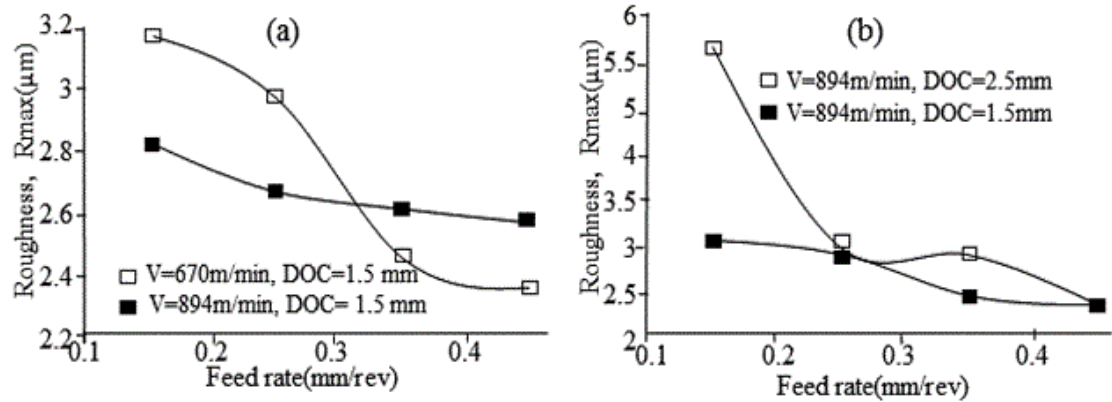 (a)
Roughness, Rmax(μm)
3.2
3
2.8
2.6
2.4
2.2
V=670m/min, DOC=1.5 mm
V=894m/min, DOC= 1.5 mm
0.1
0.2
0.3
0.4
Feed rate(mm/rev)
(b)
Roughness, Rmax(μm)
6
5.5
5
4
3.5
3
2.5
2
V=894m/min, DOC=2.5mm
V=894m/min, DOC=1.5mm
0.1
0.2
0.3
0.4
Feed rate(mm/rev)